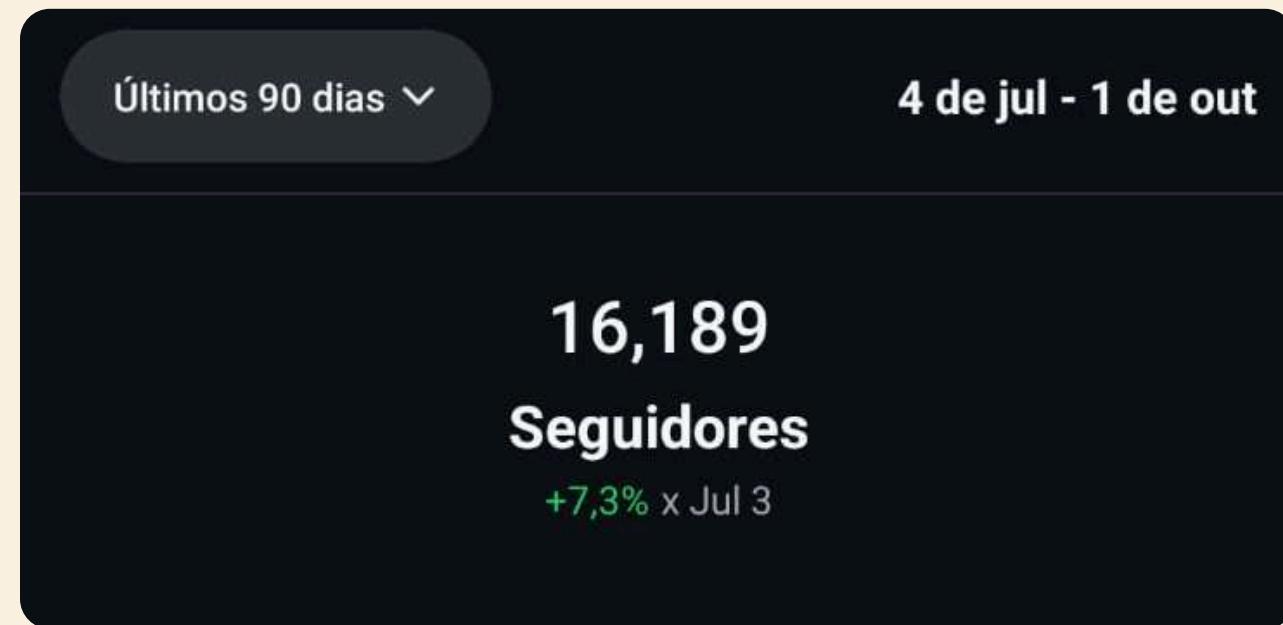 Últimos 90 dias
4 de jul - 1 de out
16,189
Seguidores
+7,3% x Jul 3